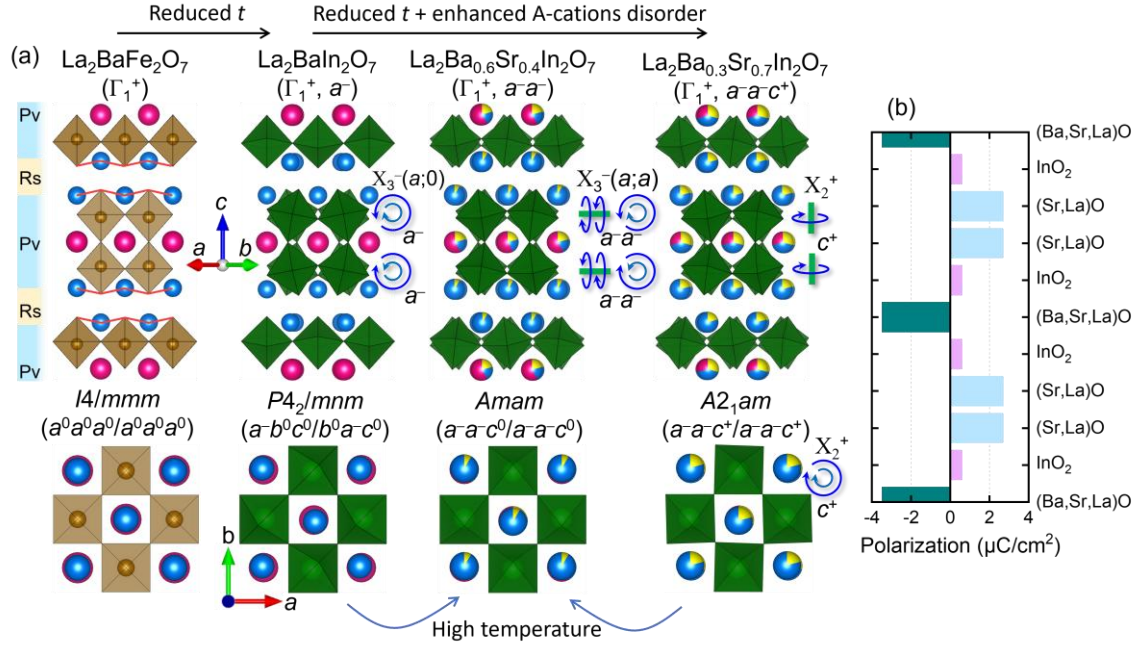 Reduced t
Reduced t + enhanced A-cations disorder
(a)
La₂BaFe₂O₇
(Γ₁⁺)
La₂BaIn₂O₇
(Γ₁⁺, a⁻)
La₂Ba₀.₆Sr₀.₄In₂O₇
(Γ₁⁺, a⁻a⁻)
La₂Ba₀.₃Sr₀.₇In₂O₇
(Γ₁⁺, a⁻a⁻c⁺)
(b)
Pv
Rs
Pv
Rs
Pv
c
a
b
X₃⁻(a;0)
a⁻
a⁻
X₃⁻(a;a)
a⁻a⁻
a⁻a⁻
X₂⁺
c⁺
I4/mmm
(a⁰a⁰a⁰/a⁰a⁰a⁰)
P4₂/mnm
(a⁻b⁰c⁰/b⁰a⁻c⁰)
Amam
(a⁻a⁻c⁰/a⁻a⁻c⁰)
A2₁am
(a⁻a⁻c⁺/a⁻a⁻c⁺)
X₂⁺
c⁺
b
a
High temperature
(Ba,Sr,La)O
InO₂
(Sr,La)O
(Sr,La)O
InO₂
(Ba,Sr,La)O
InO₂
(Sr,La)O
(Sr,La)O
InO₂
(Ba,Sr,La)O
-4 -2 0 2 4
Polarization (μC/cm²)